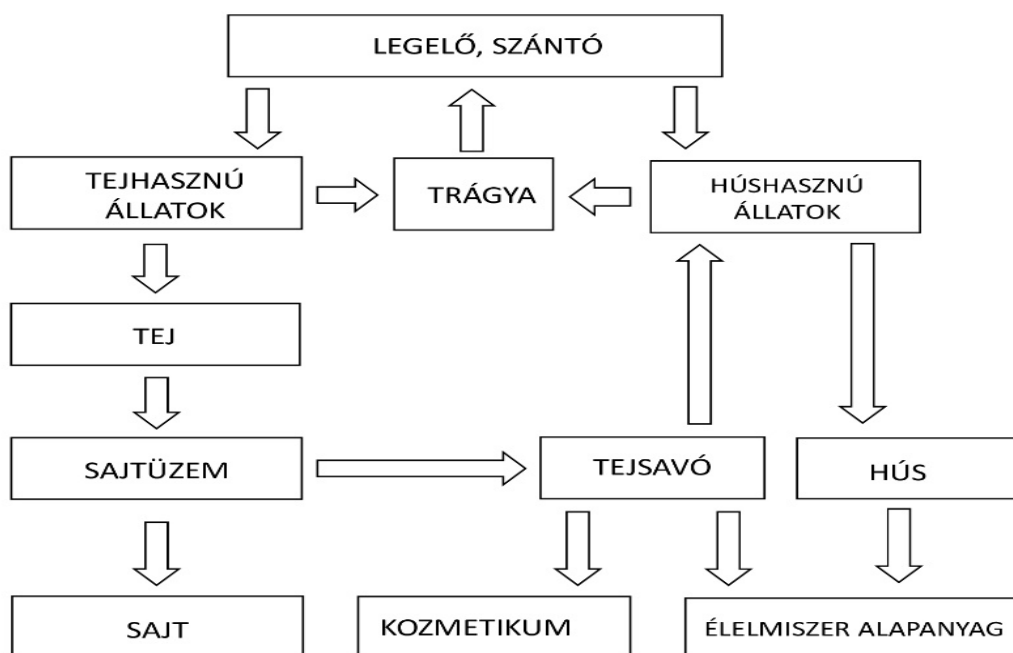 LEGELŐ, SZÁNTÓ
TEJHASZNÚ
ÁLLATOK
TRÁGYA
HÚSHASZNÚ
ÁLLATOK
TEJ
SAJTÜZEM
TEJSAVÓ
HÚS
SAJT
KOZMETIKUM
ÉLELMISZER ALAPANYAG